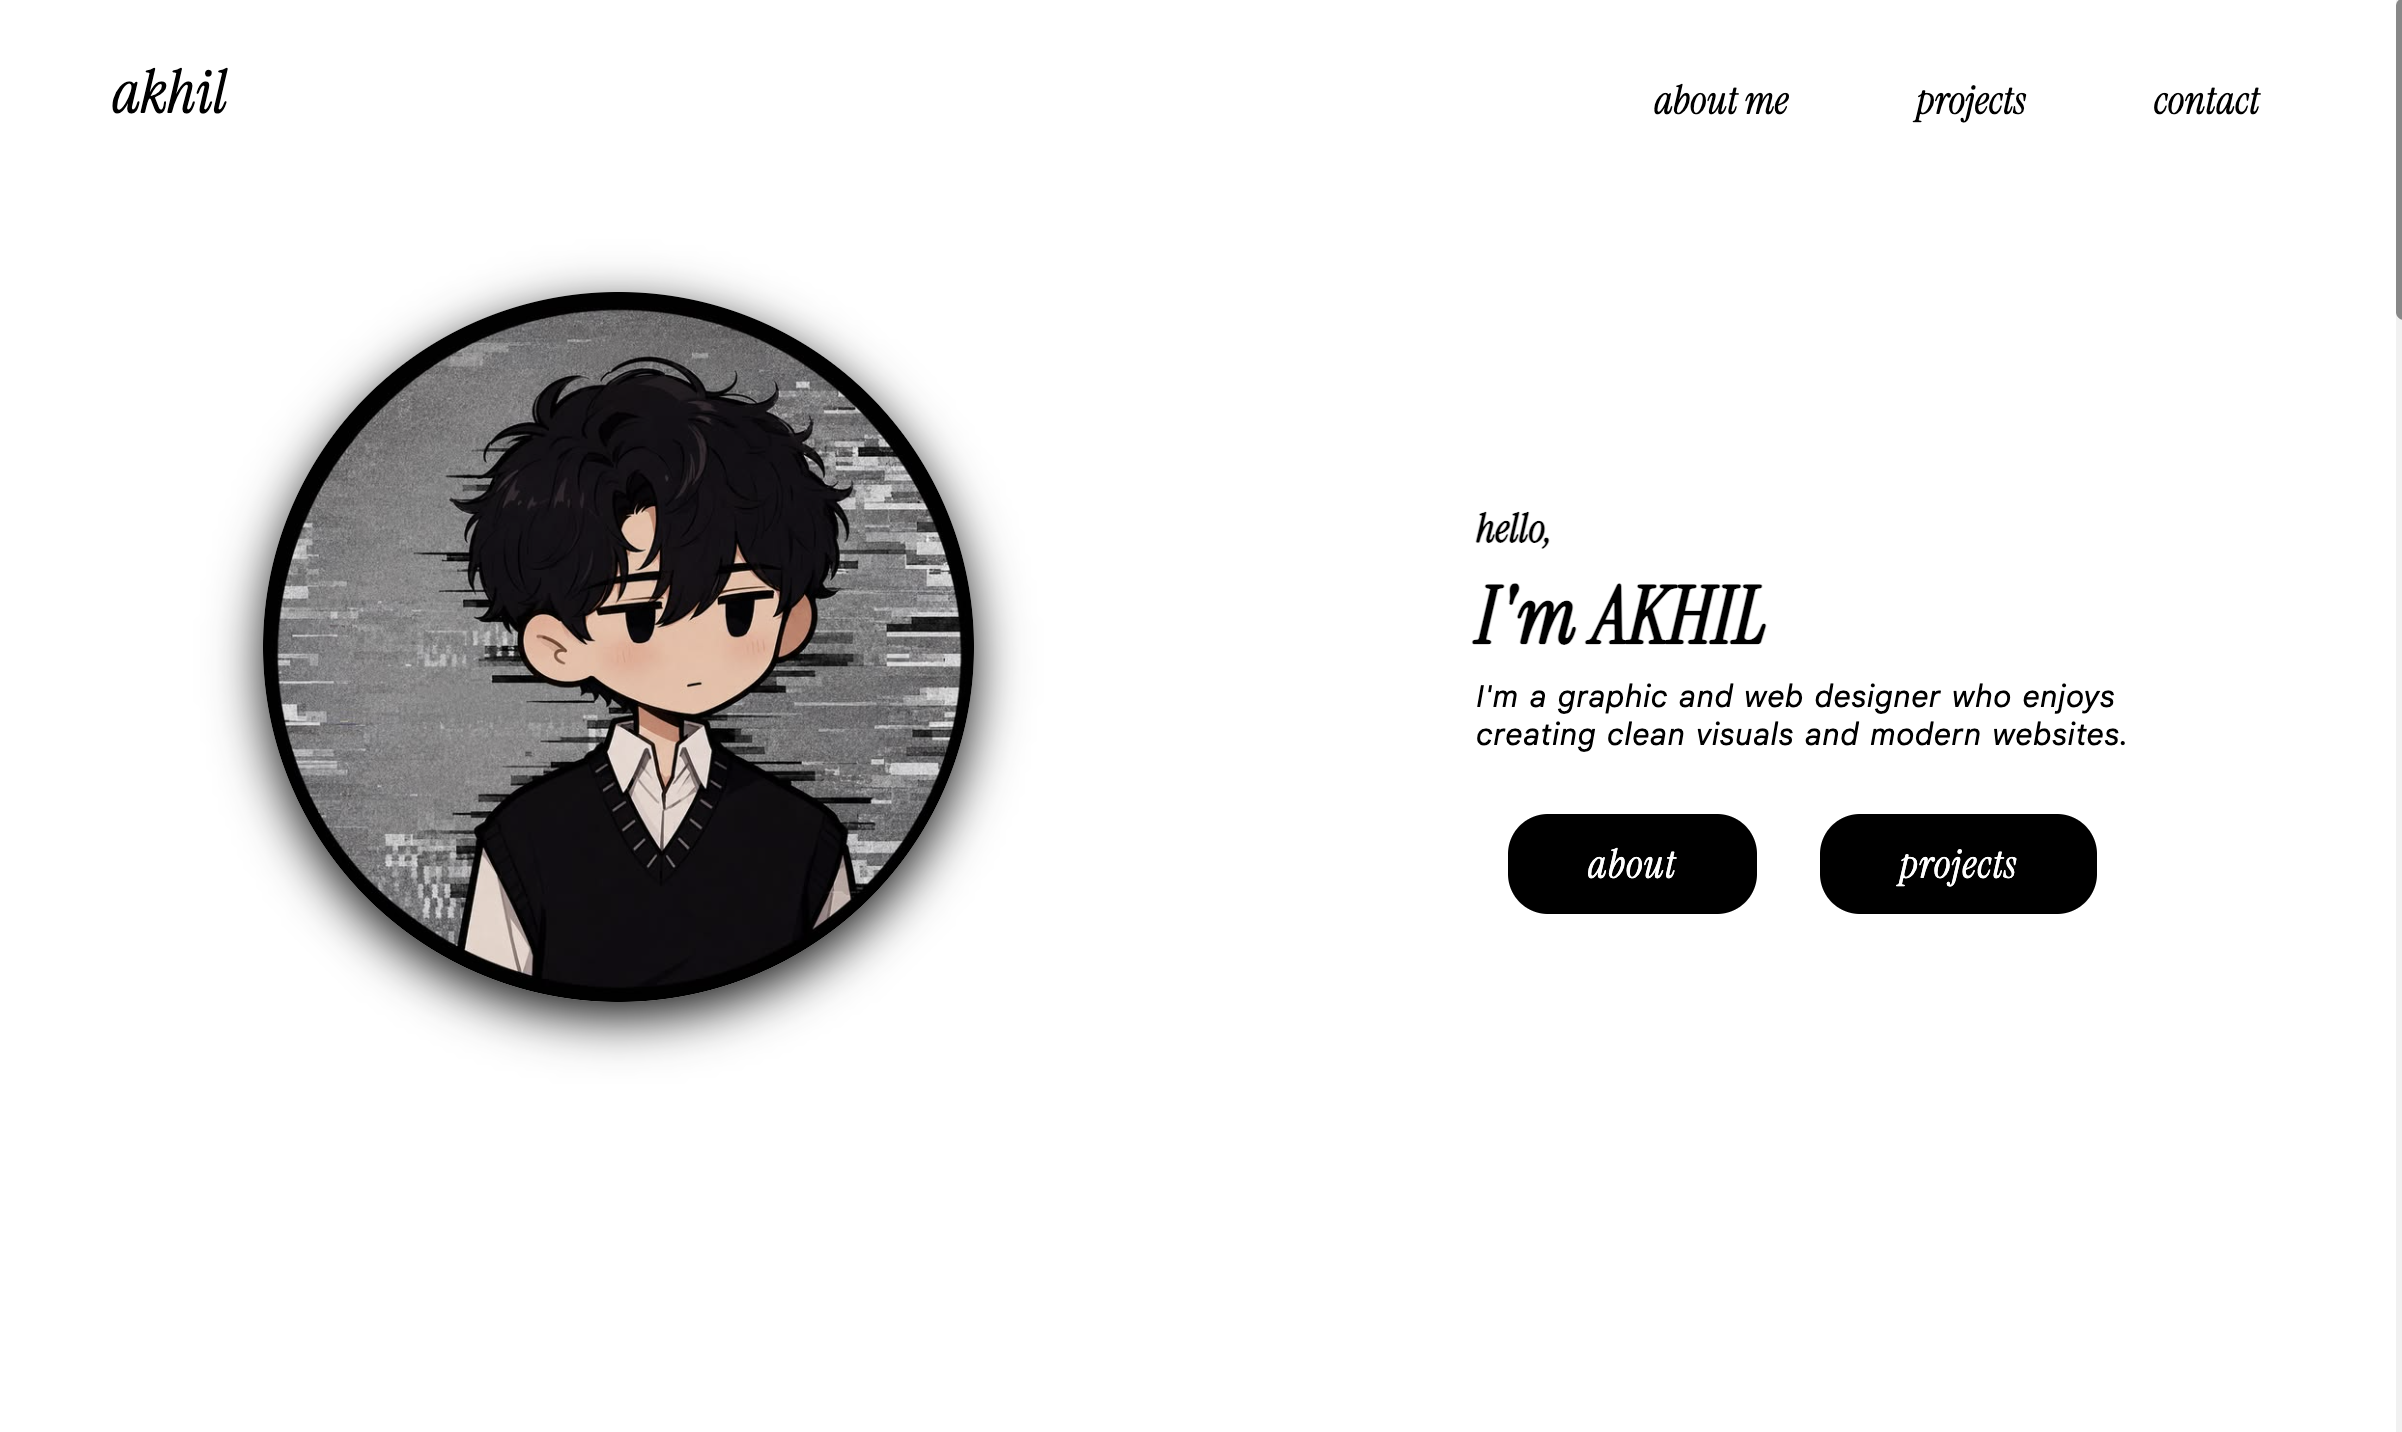 akhil
about me
projects
contact
hello,
I'm AKHIL
I'm a graphic and web designer who enjoys
creating clean visuals and modern websites.
about
projects